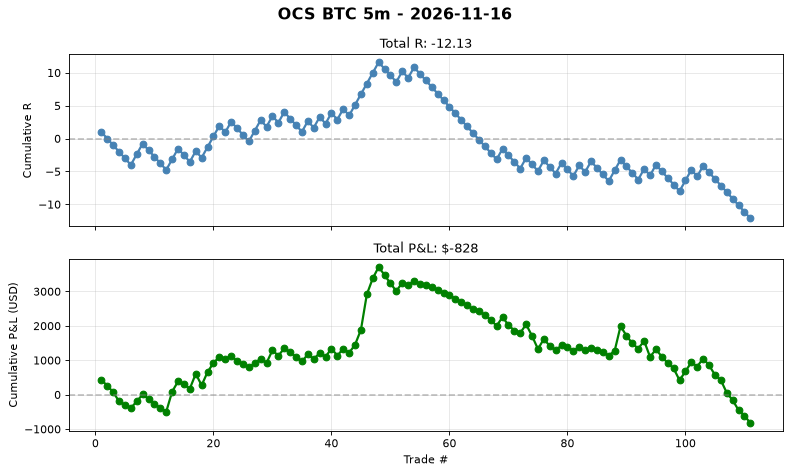 OCS BTC 5m - 2026-11-16
Total R: -12.13
Cumulative R
10
5
0
−5
−10
Total P&L: $-828
Cumulative P&L (USD)
3000
2000
1000
0
−1000
0 20 40 60 80 100
Trade #